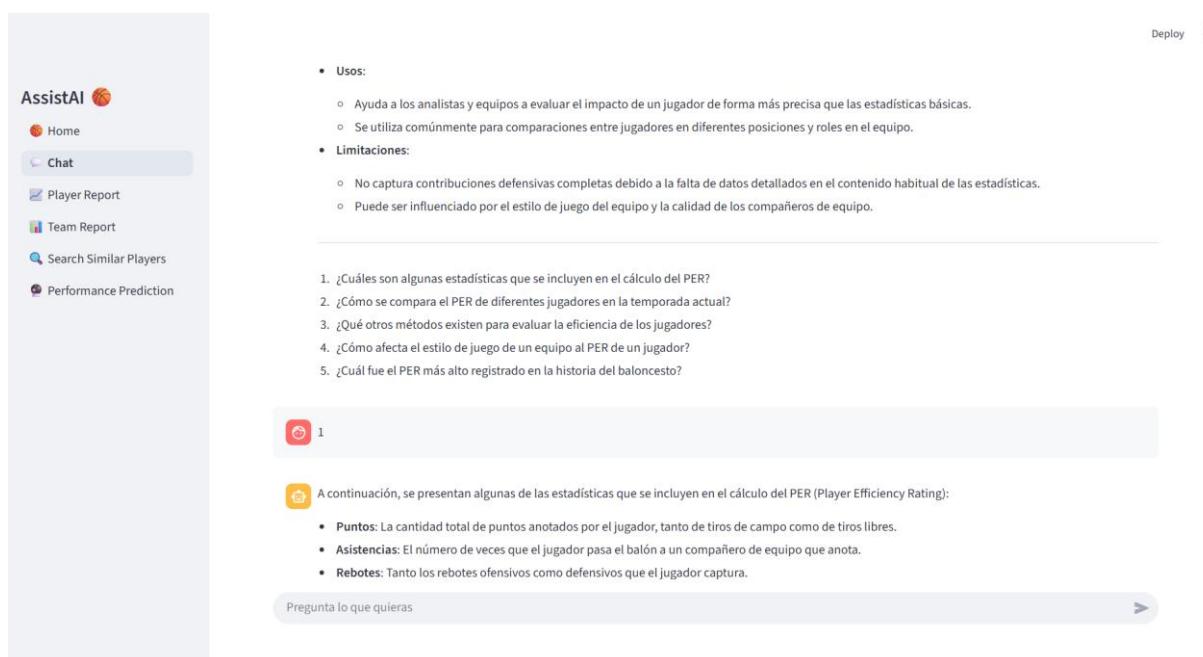 Deploy
AssistAI
Home
Chat
Player Report
Team Report
Search Similar Players
Performance Prediction
Usos:
Ayuda a los analistas y equipos a evaluar el impacto de un jugador de forma más precisa que las estadísticas básicas.
Se utiliza comúnmente para comparaciones entre jugadores en diferentes posiciones y roles en el equipo.
Limitaciones:
No captura contribuciones defensivas completas debido a la falta de datos detallados en el contenido habitual de las estadísticas.
Puede ser influenciado por el estilo de juego del equipo y la calidad de los compañeros de equipo.
1. ¿Cuáles son algunas estadísticas que se incluyen en el cálculo del PER?
2. ¿Cómo se compara el PER de diferentes jugadores en la temporada actual?
3. ¿Qué otros métodos existen para evaluar la eficiencia de los jugadores?
4. ¿Cómo afecta el estilo de juego de un equipo al PER de un jugador?
5. ¿Cuál fue el PER más alto registrado en la historia del baloncesto?
1
A continuación, se presentan algunas de las estadísticas que se incluyen en el cálculo del PER (Player Efficiency Rating):
Puntos: La cantidad total de puntos anotados por el jugador, tanto de tiros de campo como de tiros libres.
Asistencias: El número de veces que el jugador pasa el balón a un compañero de equipo que anota.
Rebotes: Tanto los rebotes ofensivos como defensivos que el jugador captura.
Pregunta lo que quieras